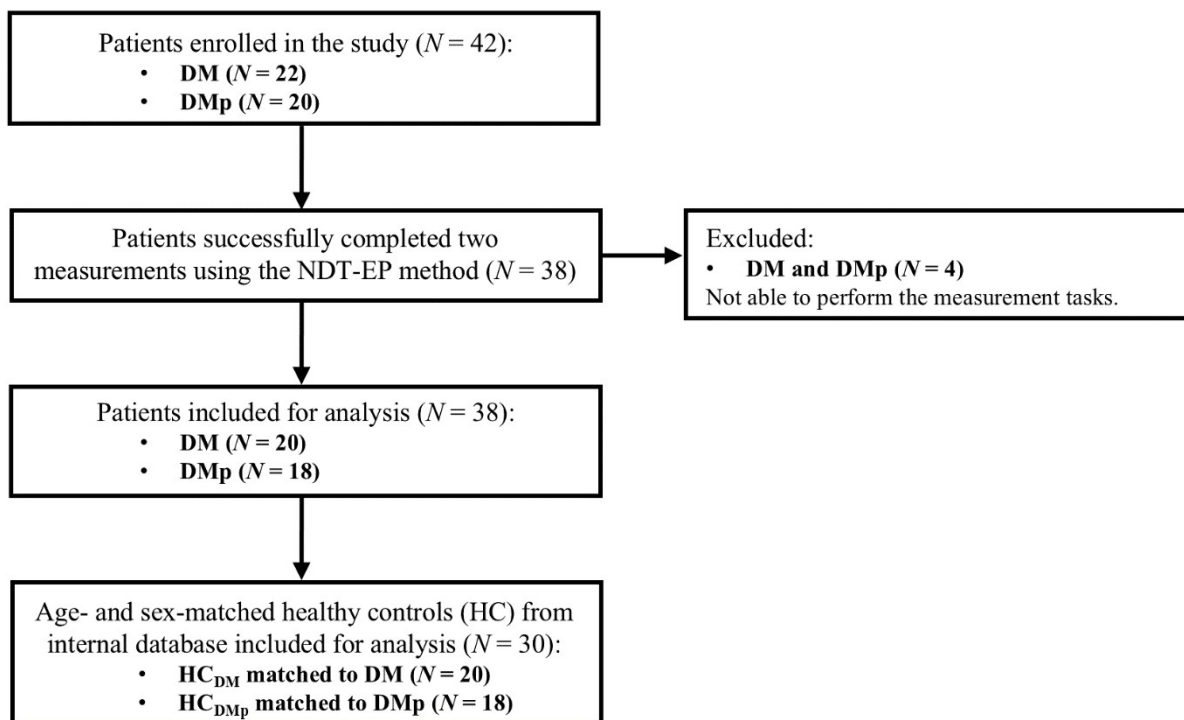 Patients enrolled in the study (N = 42):
• DM (N = 22)
• DMp (N = 20)
Patients successfully completed two
measurements using the NDT-EP method (N = 38)
Excluded:
• DM and DMp (N = 4)
Not able to perform the measurement tasks.
Patients included for analysis (N = 38):
• DM (N = 20)
• DMp (N = 18)
Age- and sex-matched healthy controls (HC) from
internal database included for analysis (N = 30):
• HC_DM matched to DM (N = 20)
• HC_DMp matched to DMp (N = 18)